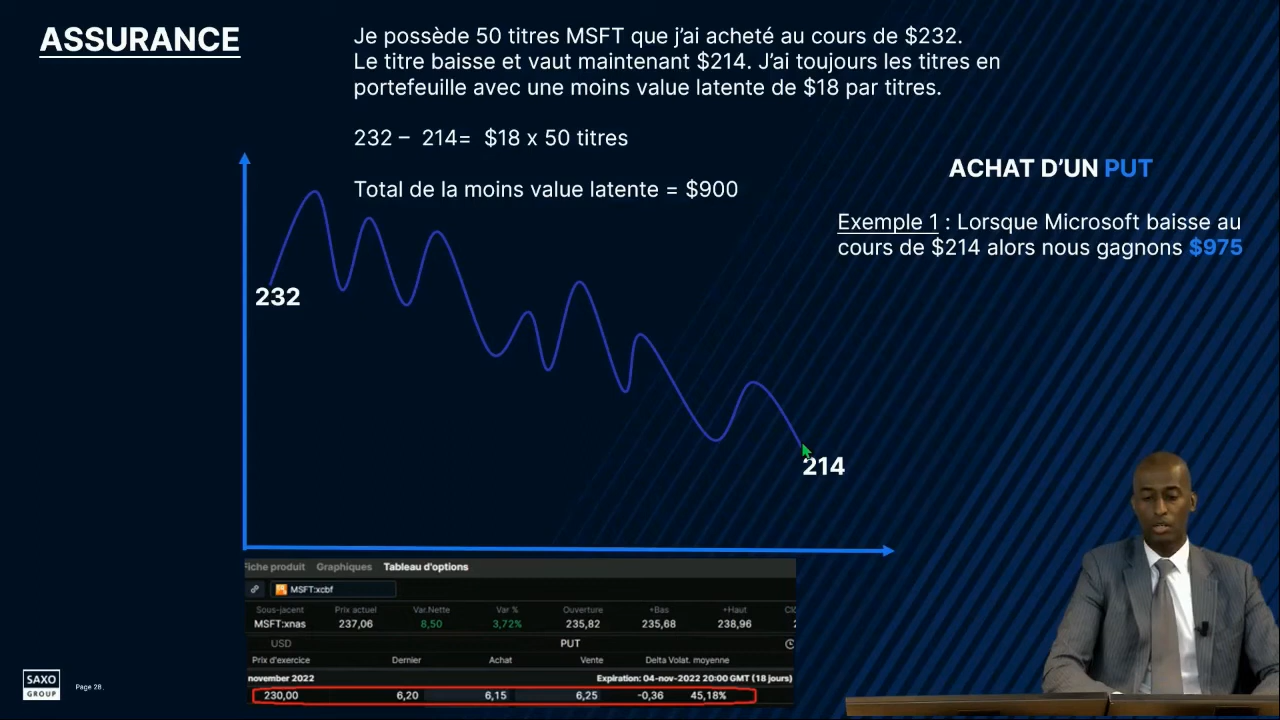 ASSURANCE
Je possède 50 titres MSFT que j’ai acheté au cours de $232.
Le titre baisse et vaut maintenant $214. J’ai toujours les titres en
portefeuille avec une moins value latente de $18 par titres.
232 – 214= $18 x 50 titres
Total de la moins value latente = $900
ACHAT D’UN PUT
Exemple 1 : Lorsque Microsoft baisse au
cours de $214 alors nous gagnons $975
232
214
Fiche produit Graphiques Tableau d'options
MSFT:xcbf
Sous-jacent Prix actuel Var.Nette Var % Ouverture +Bas +Haut
MSFT:xnas 237,06 8,50 3,72% 235,82 235,68 238,96
USD PUT
Prix d'exercice Dernier Achat Vente Delta Volat. moyenne
november 2022 Expiration: 04-nov-2022 20:00 GMT (18 jours)
230,00 6,20 6,15 6,25 -0,36 45,18%
SAXO
GROUP
Page 28.